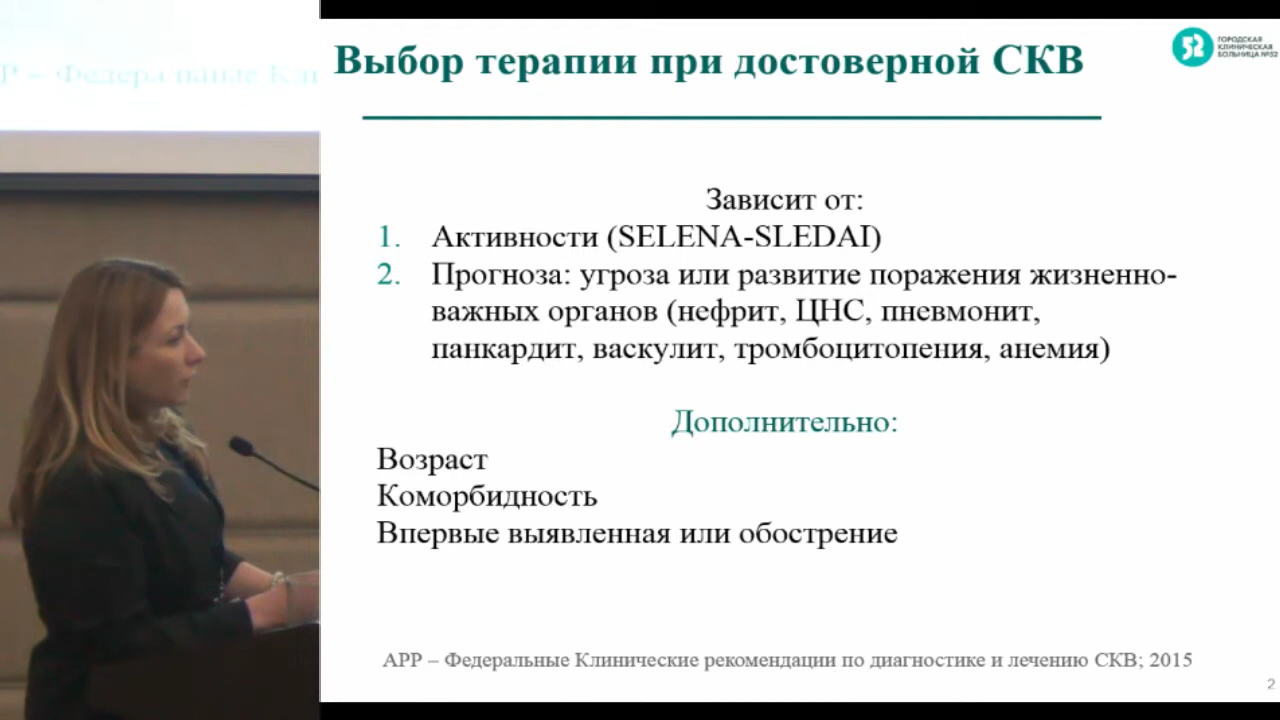 Р – Федера
Выбор терапии при достоверной СКВ
52
ГОРОДСКАЯ
КЛИНИЧЕСКАЯ
БОЛЬНИЦА №52
Зависит от:
1. Активности (SELENA-SLEDAI)
2. Прогноза: угроза или развитие поражения жизненно-
важных органов (нефрит, ЦНС, пневмонит,
панкардит, васкулит, тромбоцитопения, анемия)
Дополнительно:
Возраст
Коморбидность
Впервые выявленная или обострение
АРР – Федеральные Клинические рекомендации по диагностике и лечению СКВ; 2015
2